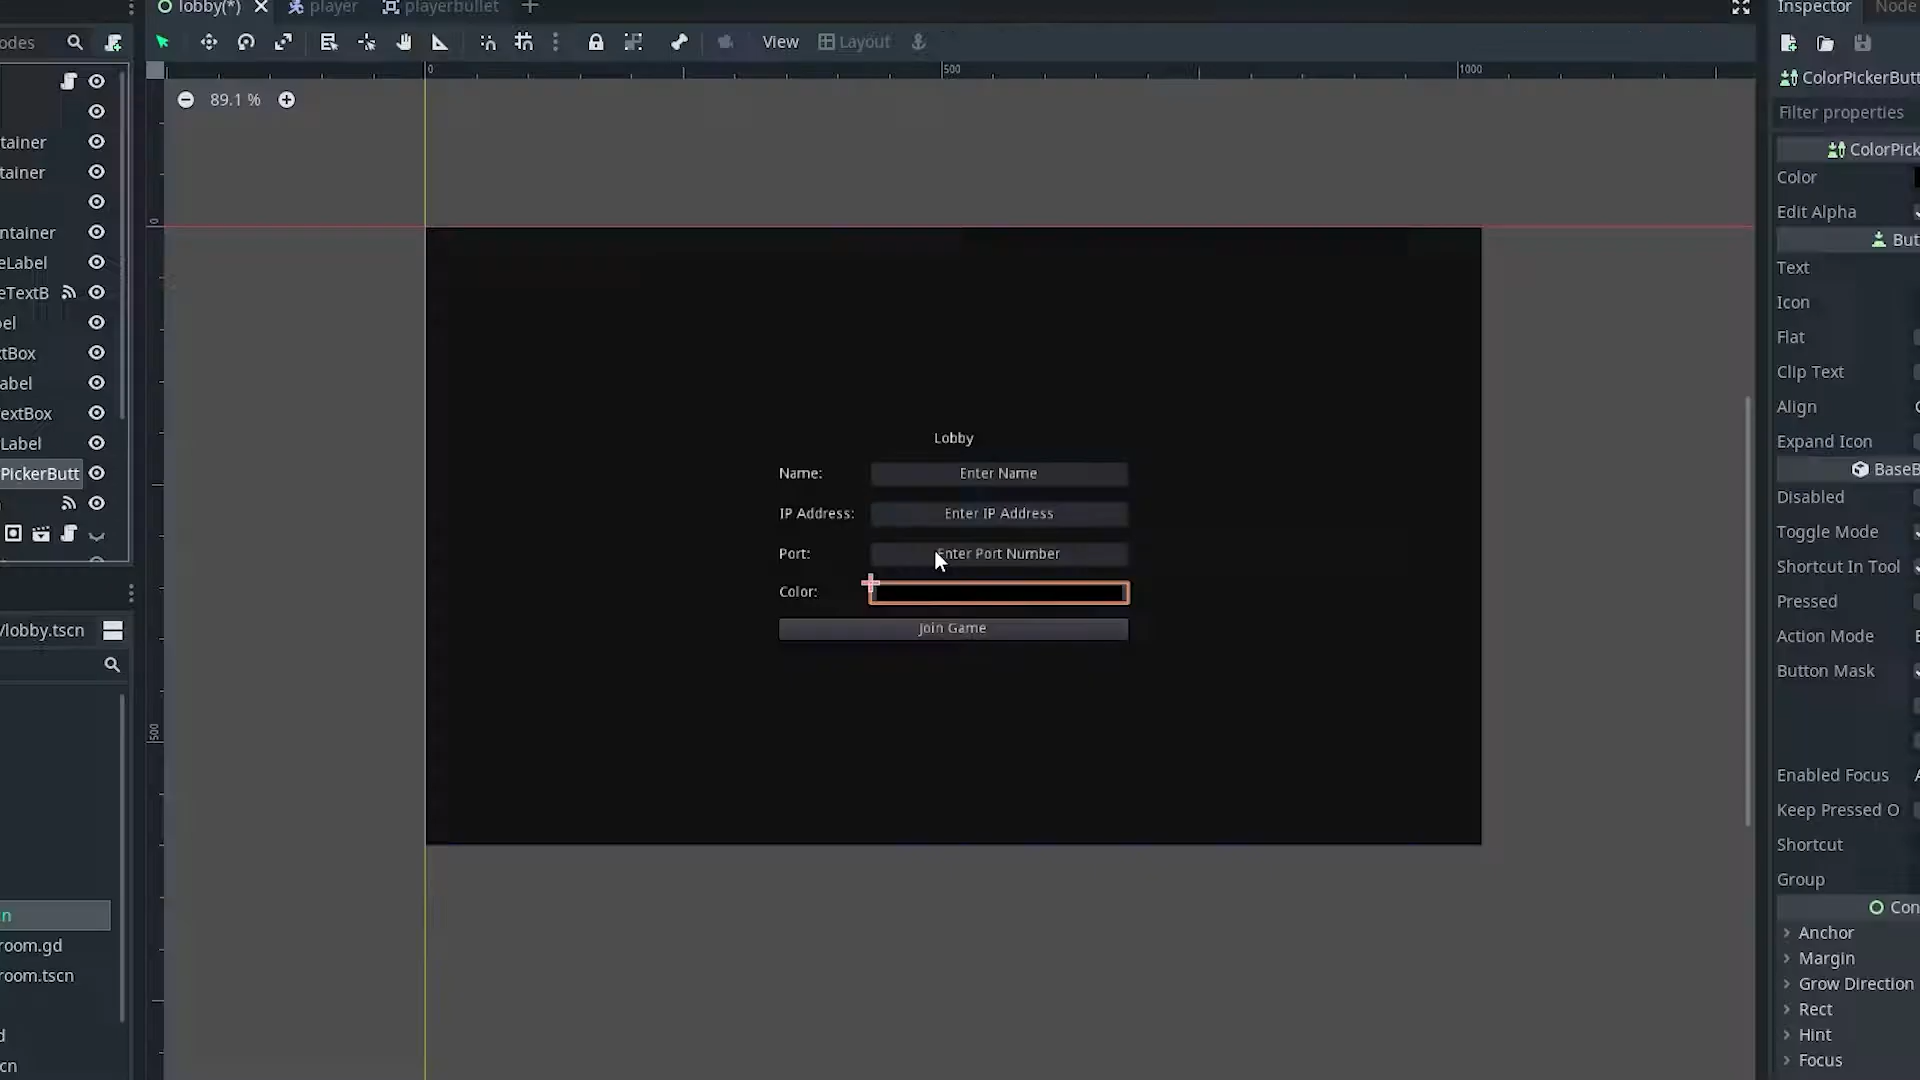 lobby(*)
player
playerbullet
odes
View
Layout
0
500
1000
89.1 %
0
500
tainer
tainer
ntainer
eLabel
eTextB
el
tBox
abel
extBox
Label
PickerButt
/lobby.tscn
n
room.gd
room.tscn
d
cn
Lobby
Name:
Enter Name
IP Address:
Enter IP Address
Port:
Enter Port Number
Color:
Join Game
Inspector
Node
ColorPickerButt
Filter properties
ColorPick
Color
Edit Alpha
But
Text
Icon
Flat
Clip Text
Align
Expand Icon
BaseB
Disabled
Toggle Mode
Shortcut In Tool
Pressed
Action Mode
Button Mask
Enabled Focus
Keep Pressed O
Shortcut
Group
Con
Anchor
Margin
Grow Direction
Rect
Hint
Focus